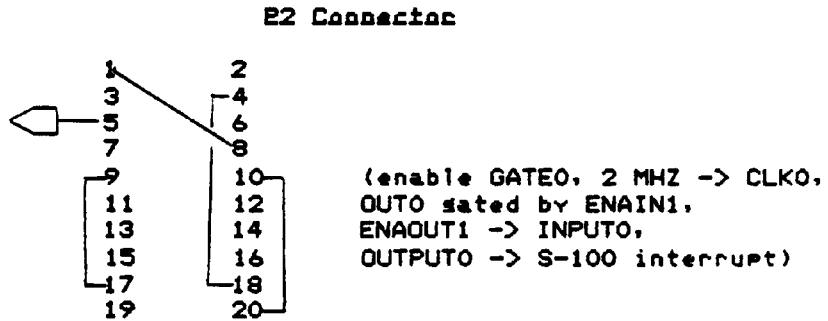 P2 Connector
1 2
3 4
5 6
7 8
9 10 (enable GATE0, 2 MHZ -> CLK0,
11 12 OUT0 gated by ENAIN1,
13 14 ENAOUT1 -> INPUT0,
15 16 OUTPUT0 -> S-100 interrupt)
17 18
19 20